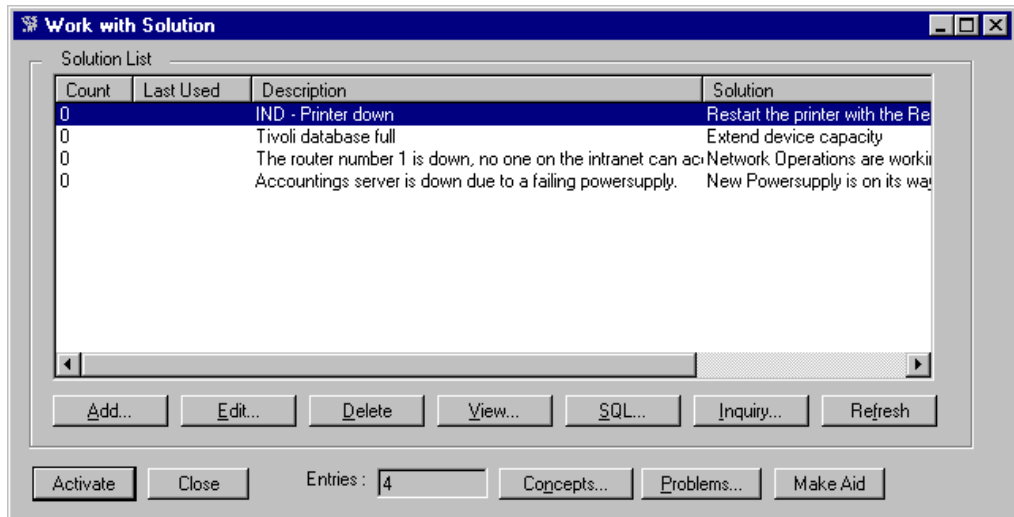 Work with Solution
Solution List
Count Last Used Description Solution
0 IND - Printer down Restart the printer with the Re
0 Tivoli database full Extend device capacity
0 The router number 1 is down, no one on the intranet can ac Network Operations are workin
0 Accountings server is down due to a failing powersupply. New Powersupply is on its way
Add... Edit... Delete View... SQL... Inquiry... Refresh
Activate Close Entries : 4 Concepts... Problems... Make Aid